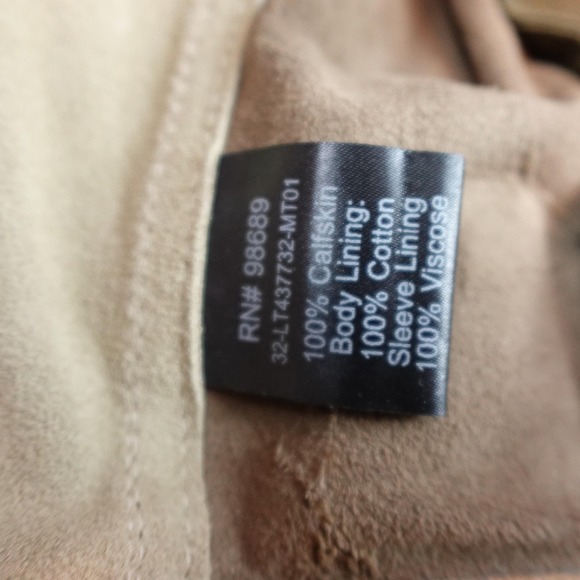 RN# 98689
32-LT437732-MT01
100% Calfskin
Body Lining:
100% Cotton
Sleeve Lining
100% Viscose